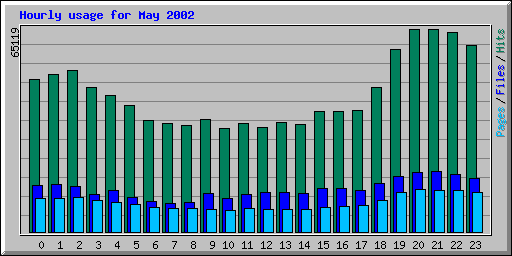 Hourly usage for May 2002
65119
Pages / Files / Hits
0 1 2 3 4 5 6 7 8 9 10 11 12 13 14 15 16 17 18 19 20 21 22 23